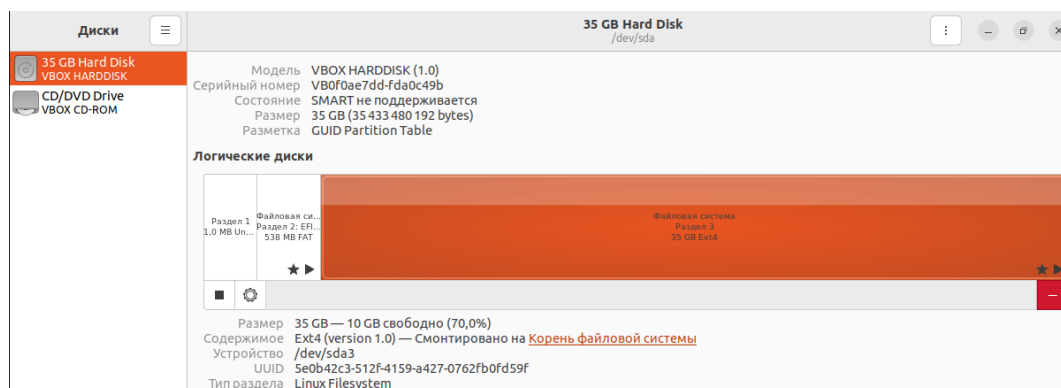 Диски
35 GB Hard Disk
/dev/sda
35 GB Hard Disk
VBOX HARDDISK
CD/DVD Drive
VBOX CD-ROM
Модель VBOX HARDDISK (1.0)
Серийный номер VB0f0ae7dd-fda0c49b
Состояние SMART не поддерживается
Размер 35 GB (35 433 480 192 bytes)
Разметка GUID Partition Table
Логические диски
Раздел 1
1,0 MB Un...
Файловая си...
Раздел 2: EFI...
538 MB FAT
Файловая система
Раздел 3
35 GB Ext4
Размер 35 GB — 10 GB свободно (70,0%)
Содержимое Ext4 (version 1.0) — Смонтировано на Корень файловой системы
Устройство /dev/sda3
UUID 5e0b42c3-512f-4159-a427-0762fb0fd59f
Тип раздела Linux Filesystem